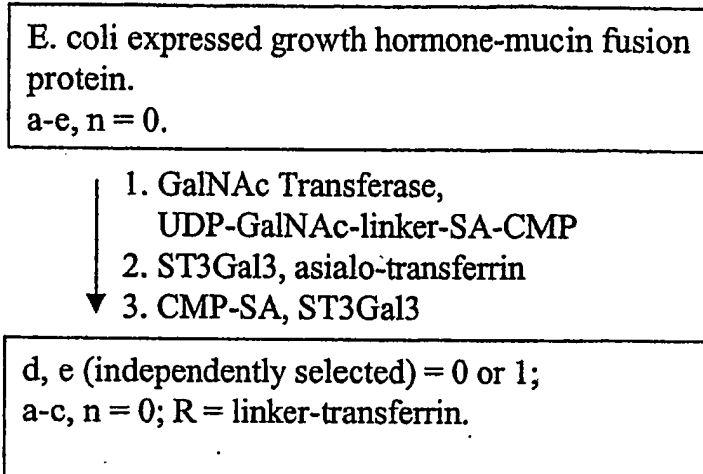 E. coli expressed growth hormone-mucin fusion
protein.
a-e, n = 0.
1. GalNAc Transferase,
UDP-GalNAc-linker-SA-CMP
2. ST3Gal3, asialo-transferrin
3. CMP-SA, ST3Gal3
d, e (independently selected) = 0 or 1;
a-c, n = 0; R = linker-transferrin.